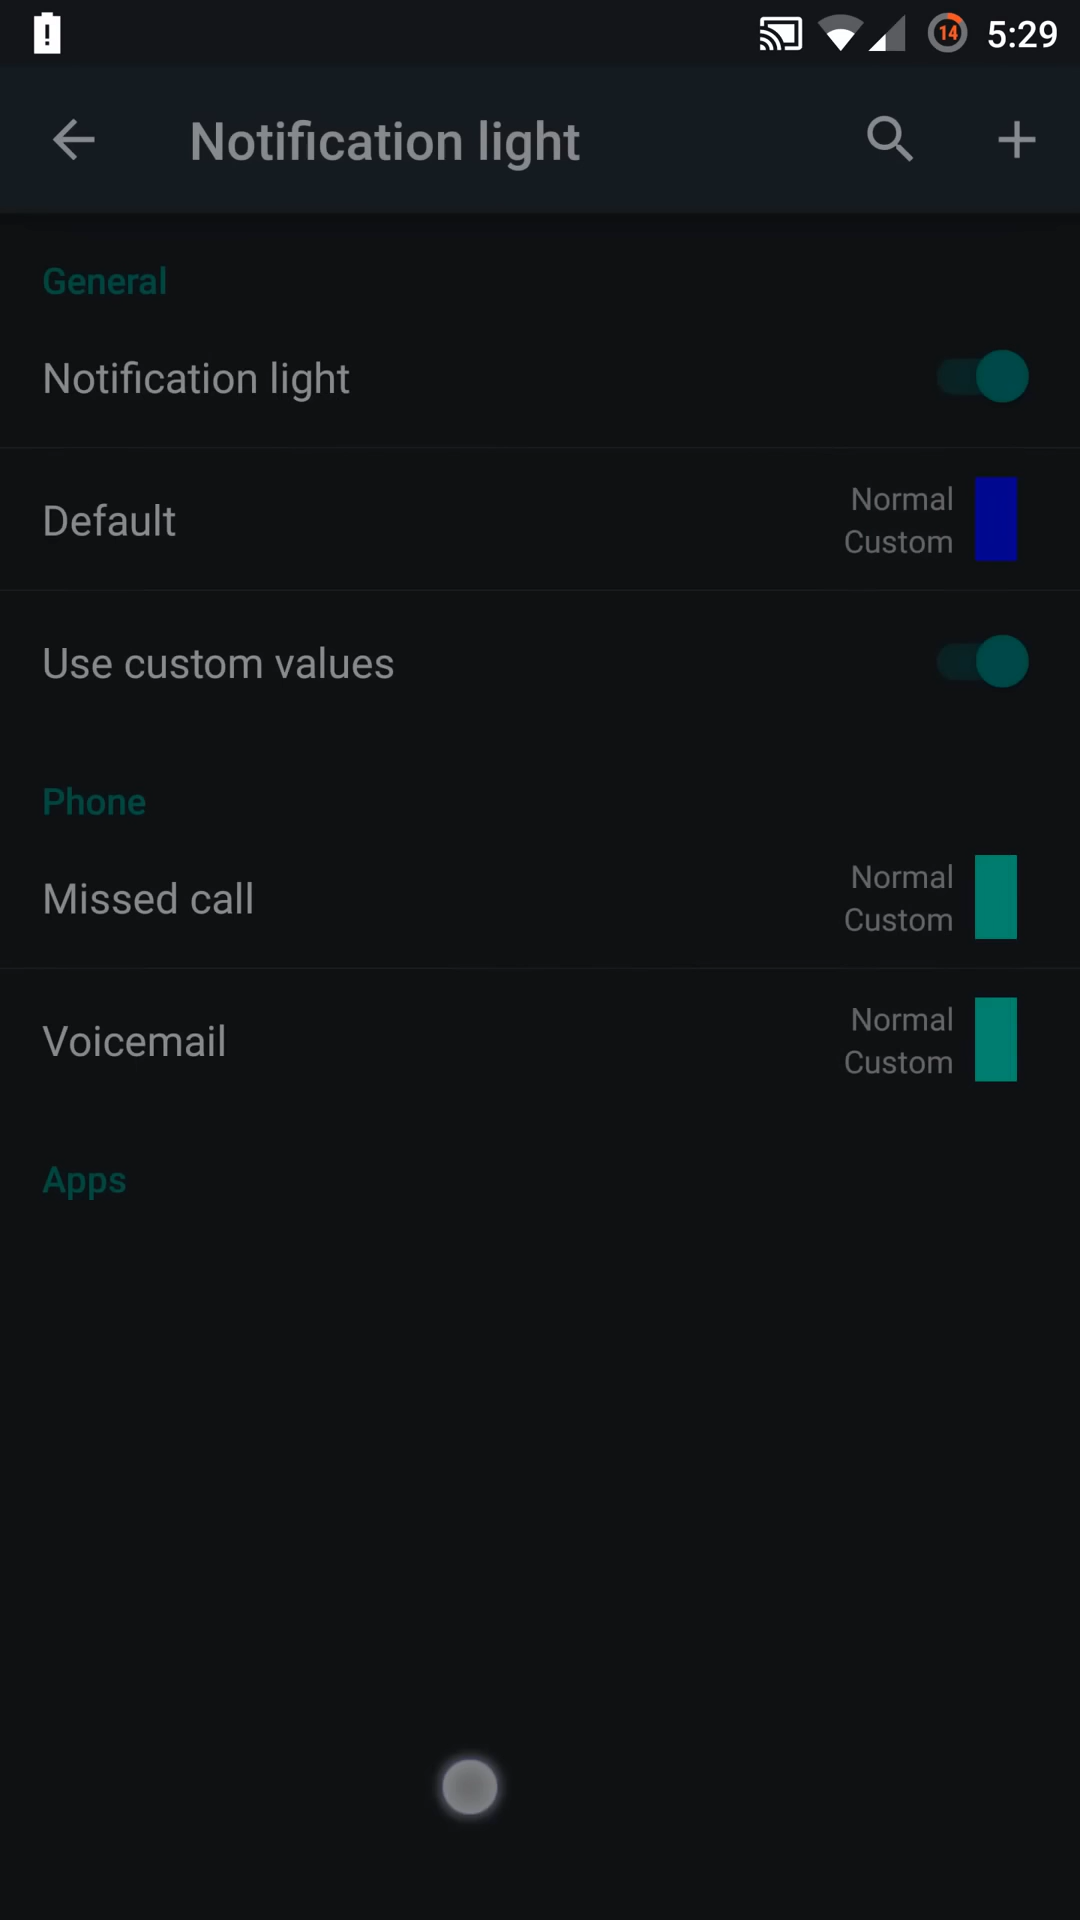 14 5:29
Notification light
General
Notification light
Default
Normal
Custom
Use custom values
Phone
Missed call
Normal
Custom
Voicemail
Normal
Custom
Apps